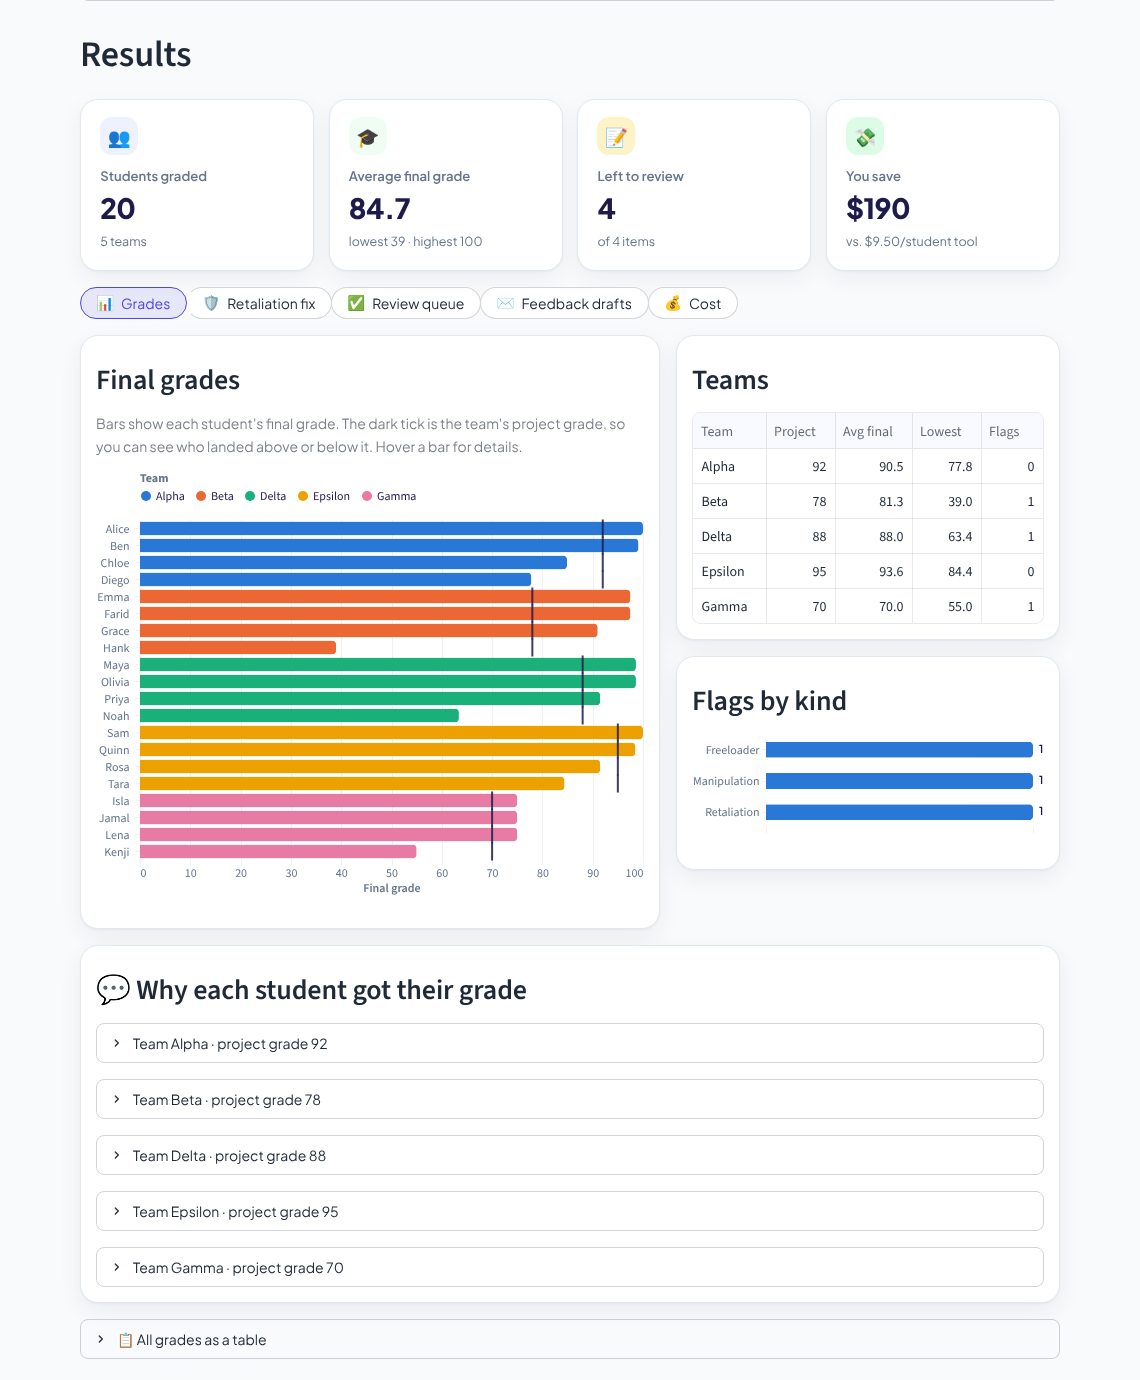 Results
Students graded
20
5 teams
Average final grade
84.7
lowest 39 · highest 100
Left to review
4
of 4 items
You save
$190
vs. $9.50/student tool
Grades
Retaliation fix
Review queue
Feedback drafts
Cost
Final grades
Bars show each student's final grade. The dark tick is the team's project grade, so
you can see who landed above or below it. Hover a bar for details.
Team
Alpha Beta Delta Epsilon Gamma
Alice
Ben
Chloe
Diego
Emma
Farid
Grace
Hank
Maya
Olivia
Priya
Noah
Sam
Quinn
Rosa
Tara
Isla
Jamal
Lena
Kenji
0 10 20 30 40 50 60 70 80 90 100
Final grade
Teams
Team Project Avg final Lowest Flags
Alpha 92 90.5 77.8 0
Beta 78 81.3 39.0 1
Delta 88 88.0 63.4 1
Epsilon 95 93.6 84.4 0
Gamma 70 70.0 55.0 1
Flags by kind
Freeloader 1
Manipulation 1
Retaliation 1
Why each student got their grade
Team Alpha · project grade 92
Team Beta · project grade 78
Team Delta · project grade 88
Team Epsilon · project grade 95
Team Gamma · project grade 70
All grades as a table